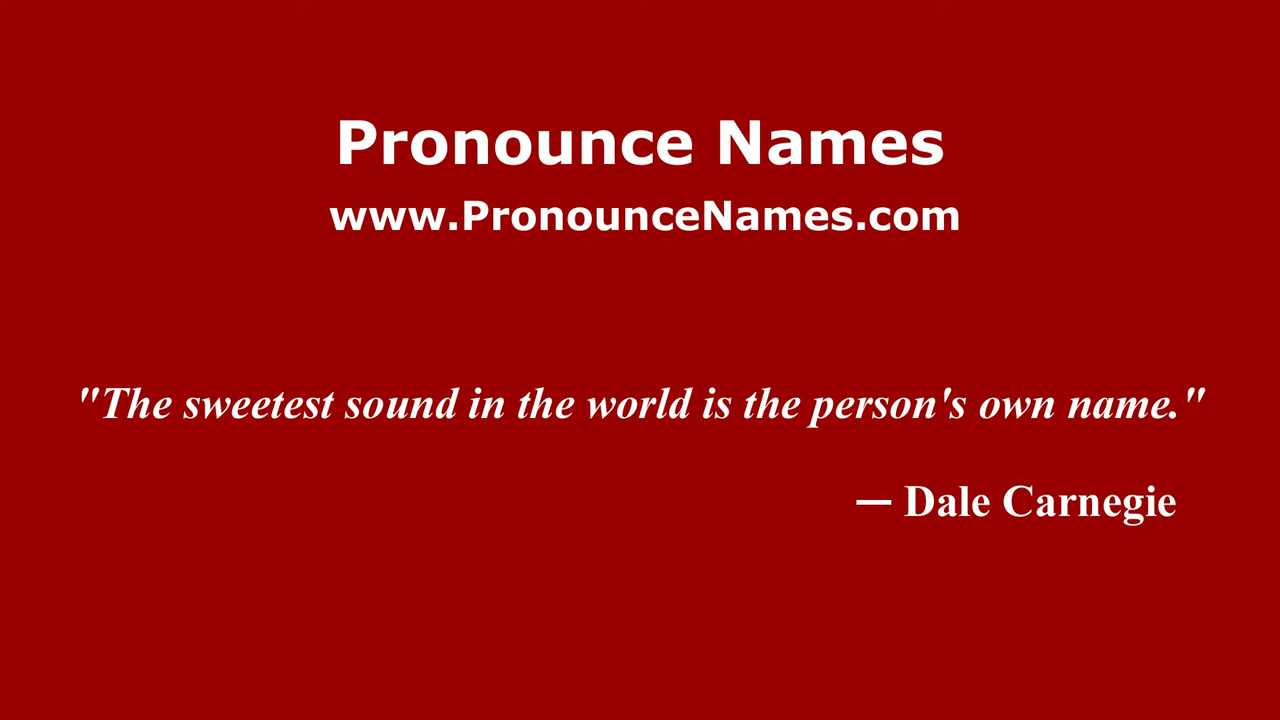 Pronounce Names
www.PronounceNames.com
"The sweetest sound in the world is the person's own name."
— Dale Carnegie